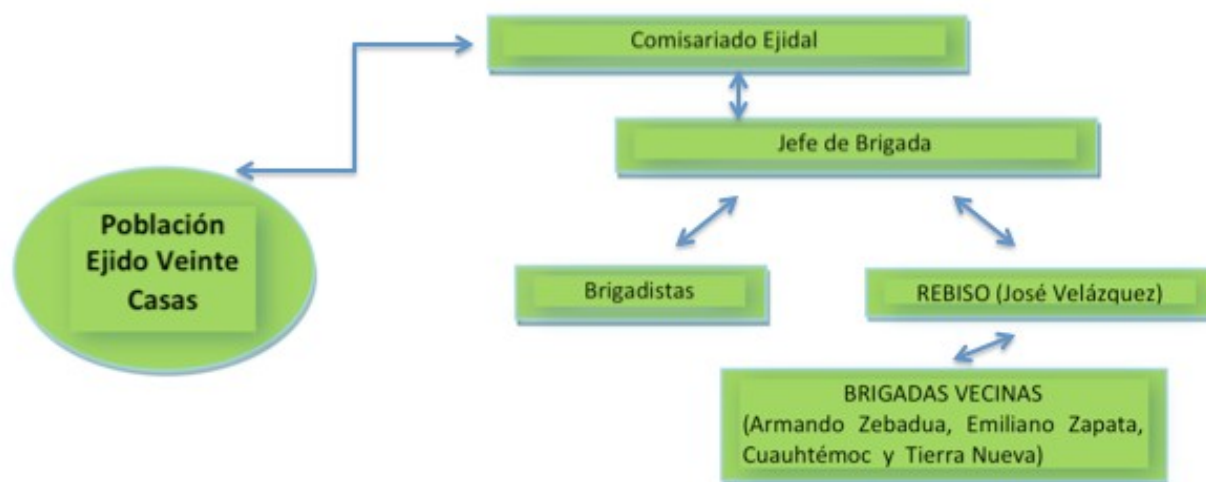 Comisariado Ejidal
Jefe de Brigada
Población
Ejido Veinte
Casas
Brigadistas
REBISO (José Velázquez)
BRIGADAS VECINAS
(Armando Zebadua, Emiliano Zapata,
Cuauhtémoc y Tierra Nueva)